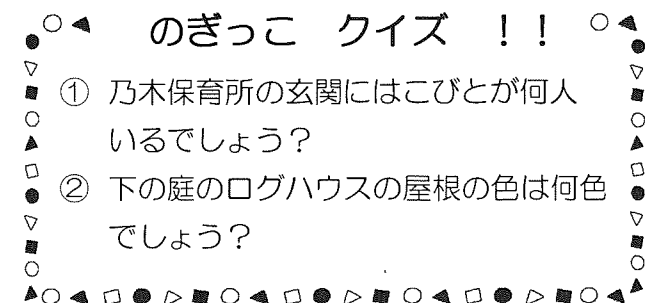 のぎっこ クイズ ！！
① 乃木保育所の玄関にはこびとが何人
いるでしょう？
② 下の庭のログハウスの屋根の色は何色
でしょう？